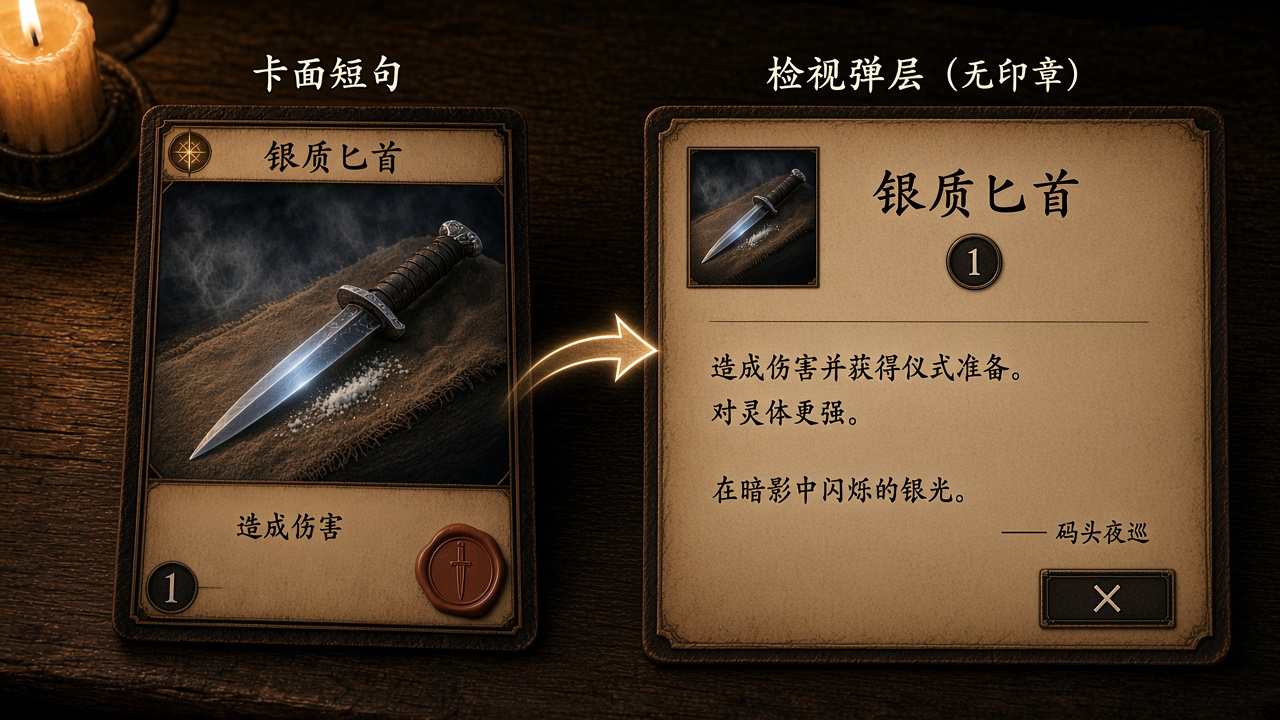 卡面短句
银质匕首
造成伤害
1
检视弹层（无印章）
银质匕首
1
造成伤害并获得仪式准备。
对灵体更强。
在暗影中闪烁的银光。
—— 码头夜巡